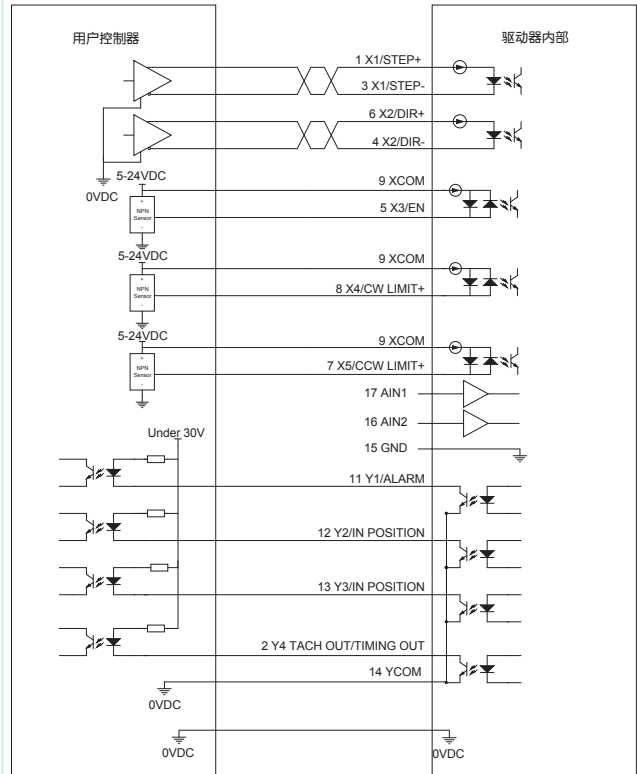 用户控制器
驱动器内部
1 X1/STEP+
3 X1/STEP-
6 X2/DIR+
4 X2/DIR-
0VDC
5-24VDC
9 XCOM
+
NPN
Sensor
-
5 X3/EN
5-24VDC
9 XCOM
+
NPN
Sensor
-
8 X4/CW LIMIT+
5-24VDC
9 XCOM
+
NPN
Sensor
-
7 X5/CCW LIMIT+
17 AIN1
16 AIN2
15 GND
Under 30V
11 Y1/ALARM
12 Y2/IN POSITION
13 Y3/IN POSITION
2 Y4 TACH OUT/TIMING OUT
14 YCOM
0VDC
0VDC
0VDC